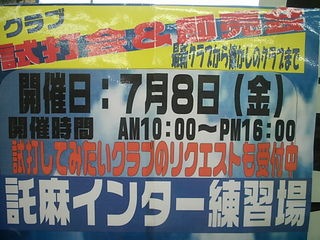 クラブ
試打会&即売会
最新クラブから懐かしのクラブまで
開催日：7月8日（金）
開催時間 AM10:00～PM16:00
試打してみたいクラブのリクエストも受付中
託麻インター練習場